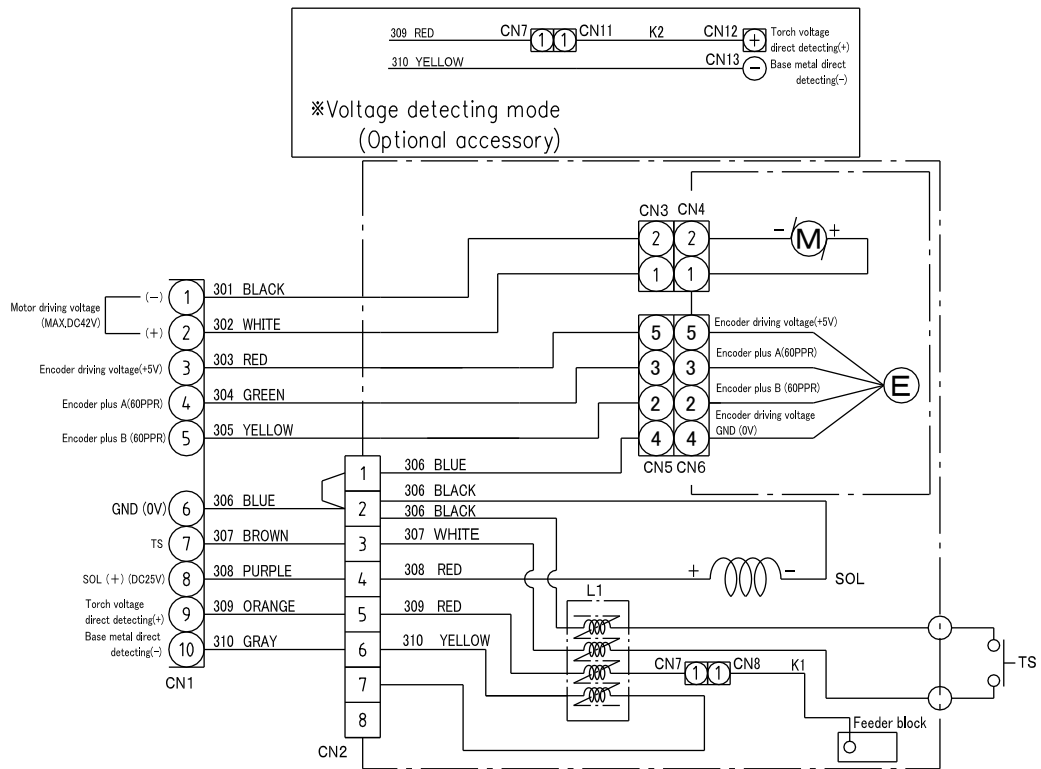 309 RED CN7 1 1 CN11 K2 CN12 + Torch voltage
direct detecting(+)
310 YELLOW CN13 − Base metal direct
detecting(-)
※Voltage detecting mode
(Optional accessory)
CN3 CN4
2 2 - M +
1 1
Motor driving voltage
(MAX,DC42V)
(-) 1 301 BLACK
(+) 2 302 WHITE
Encoder driving voltage(+5V) 3 303 RED
Encoder plus A(60PPR) 4 304 GREEN
Encoder plus B (60PPR) 5 305 YELLOW
5 5 Encoder driving voltage(+5V)
3 3 Encoder plus A(60PPR)
2 2 Encoder plus B (60PPR)
4 4 Encoder driving voltage
GND (0V)
E
CN5 CN6
GND (0V) 6 306 BLUE
TS 7 307 BROWN
SOL (+) (DC25V) 8 308 PURPLE
Torch voltage
direct detecting(+) 9 309 ORANGE
Base metal direct
detecting(-) 10 310 GRAY
CN1
1 306 BLUE
306 BLACK
2 306 BLACK
3 307 WHITE
4 308 RED
5 309 RED
6 310 YELLOW
7
8
CN2
+ - SOL
L1
CN7 1 1 CN8 K1
TS
Feeder block